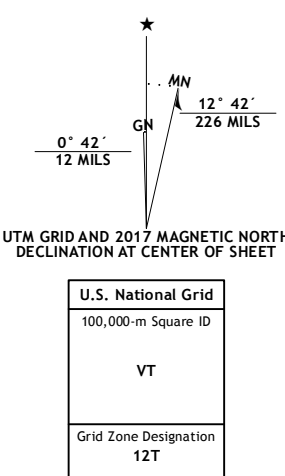 ★
MN
12° 42´
226 MILS
GN
0° 42´
12 MILS
UTM GRID AND 2017 MAGNETIC NORTH
DECLINATION AT CENTER OF SHEET
U.S. National Grid
100,000-m Square ID
VT
Grid Zone Designation
12T